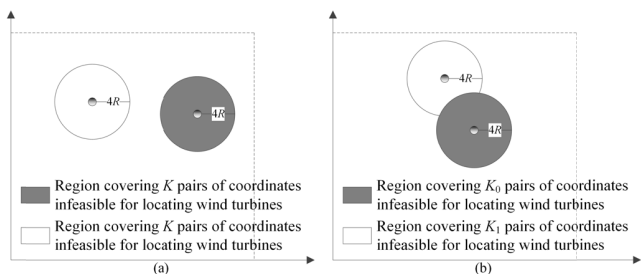 4R
4R
Region covering K pairs of coordinates
infeasible for locating wind turbines
Region covering K pairs of coordinates
infeasible for locating wind turbines
(a)
4R
4R
Region covering K₀ pairs of coordinates
infeasible for locating wind turbines
Region covering K₁ pairs of coordinates
infeasible for locating wind turbines
(b)